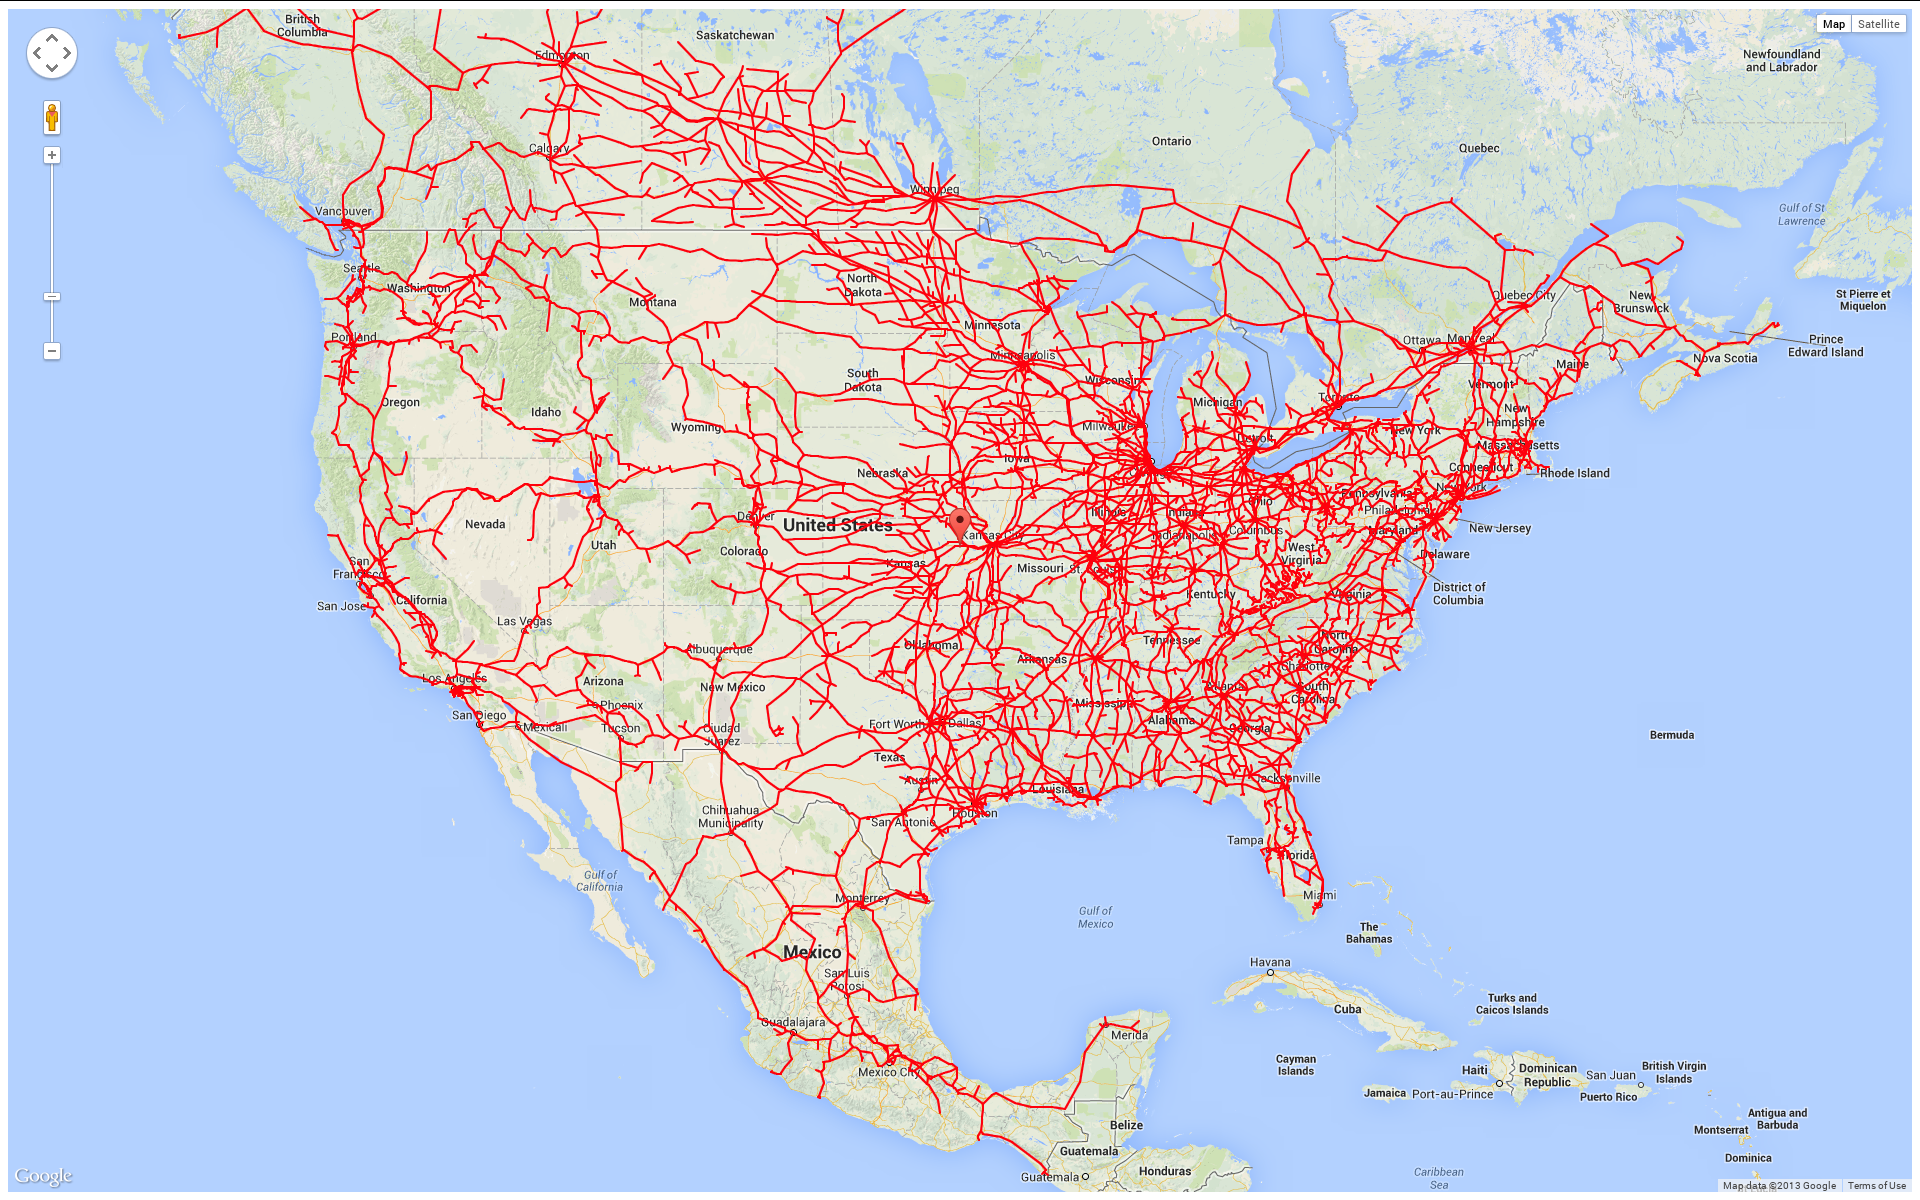 British
Columbia
Saskatchewan
Map
Satellite
Newfoundland
and Labrador
Edmonton
Ontario
Quebec
Calgary
Winnipeg
Vancouver
Gulf of St
Lawrence
Seattle
Washington
North
Dakota
Montana
Quebec City
New
Brunswick
St Pierre et
Miquelon
Minnesota
Portland
Ottawa
Montreal
Prince
Edward Island
Minneapolis
Nova Scotia
Maine
South
Dakota
Wisconsin
Vermont
Oregon
Idaho
Michigan
Toronto
New
Hampshire
Wyoming
Milwaukee
New York
Detroit
Massachusetts
Iowa
Connecticut
Rhode Island
Nebraska
New York
Pennsylvania
Ohio
Philadelphia
Nevada
Denver
United States
Illinois
Indiana
New Jersey
Kansas City
Indianapolis
Columbus
Maryland
Utah
Colorado
West
Virginia
Delaware
San
Francisco
Kansas
Missouri
St. Louis
District of
Columbia
California
San Jose
Kentucky
Virginia
Las Vegas
Oklahoma
Tennessee
North
Carolina
Albuquerque
Arkansas
Charlotte
Los Angeles
Arizona
New Mexico
Atlanta
South
Carolina
Phoenix
Mississippi
San Diego
Mexicali
Tucson
Ciudad
Juarez
Fort Worth
Dallas
Alabama
Georgia
Bermuda
Texas
Austin
Jacksonville
Louisiana
Chihuahua
Municipality
San Antonio
Houston
Tampa
Florida
Gulf of
California
Monterrey
Miami
Gulf of
Mexico
The
Bahamas
Mexico
Havana
San Luis
Potosi
Turks and
Caicos Islands
Cuba
Guadalajara
Merida
Mexico City
Cayman
Islands
Haiti
Dominican
Republic
San Juan
British Virgin
Islands
Jamaica
Port-au-Prince
Puerto Rico
Antigua and
Barbuda
Belize
Montserrat
Guatemala
Dominica
Honduras
Guatemala
Caribbean
Sea
Google
Map data ©2013 Google
Terms of Use